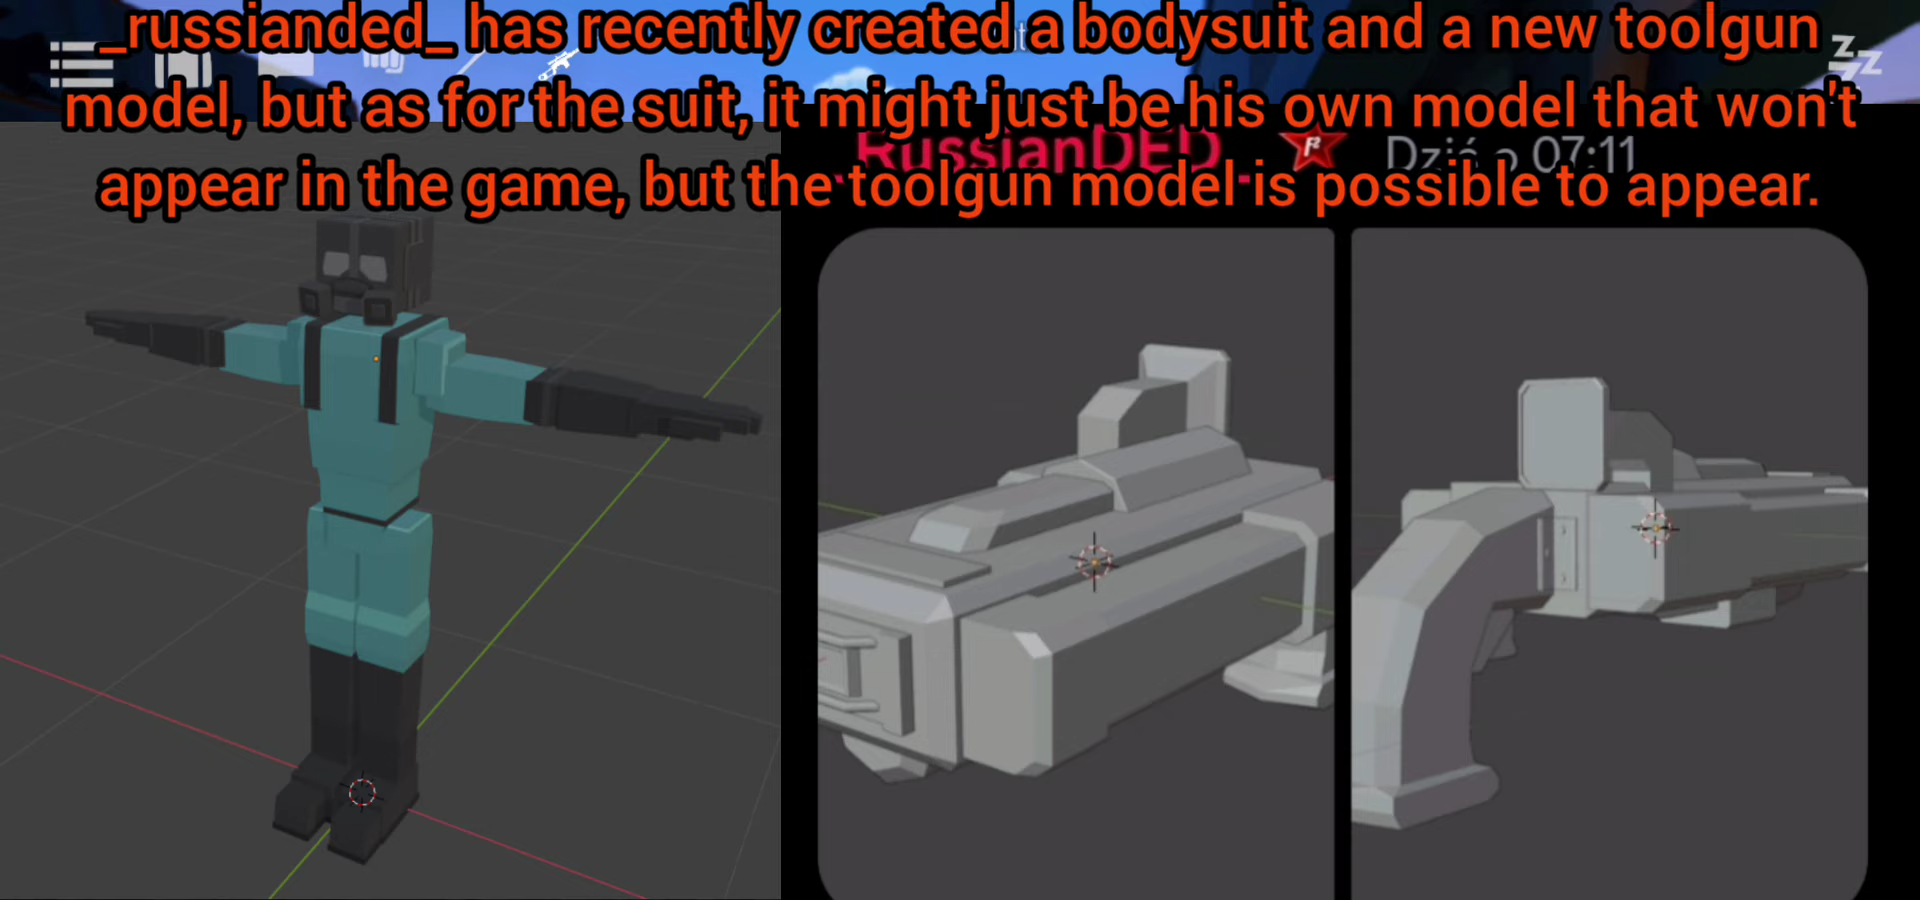 _russianded_ has recently created a bodysuit and a new toolgun
model, but as for the suit, it might just be his own model that won't
appear in the game, but the toolgun model is possible to appear.
RussianDED
Dziś o 07:11